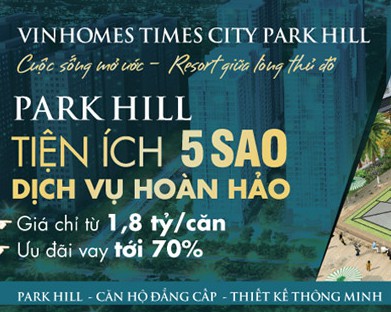 VINHOMES TIMES CITY PARK HILL
Cuộc sống mơ ước – Resort giữa lòng thủ đô
PARK HILL
TIỆN ÍCH 5 SAO
DỊCH VỤ HOÀN HẢO
Giá chỉ từ 1,8 tỷ/căn
Ưu đãi vay tới 70%
PARK HILL - CĂN HỘ ĐẲNG CẤP - THIẾT KẾ THÔNG MINH